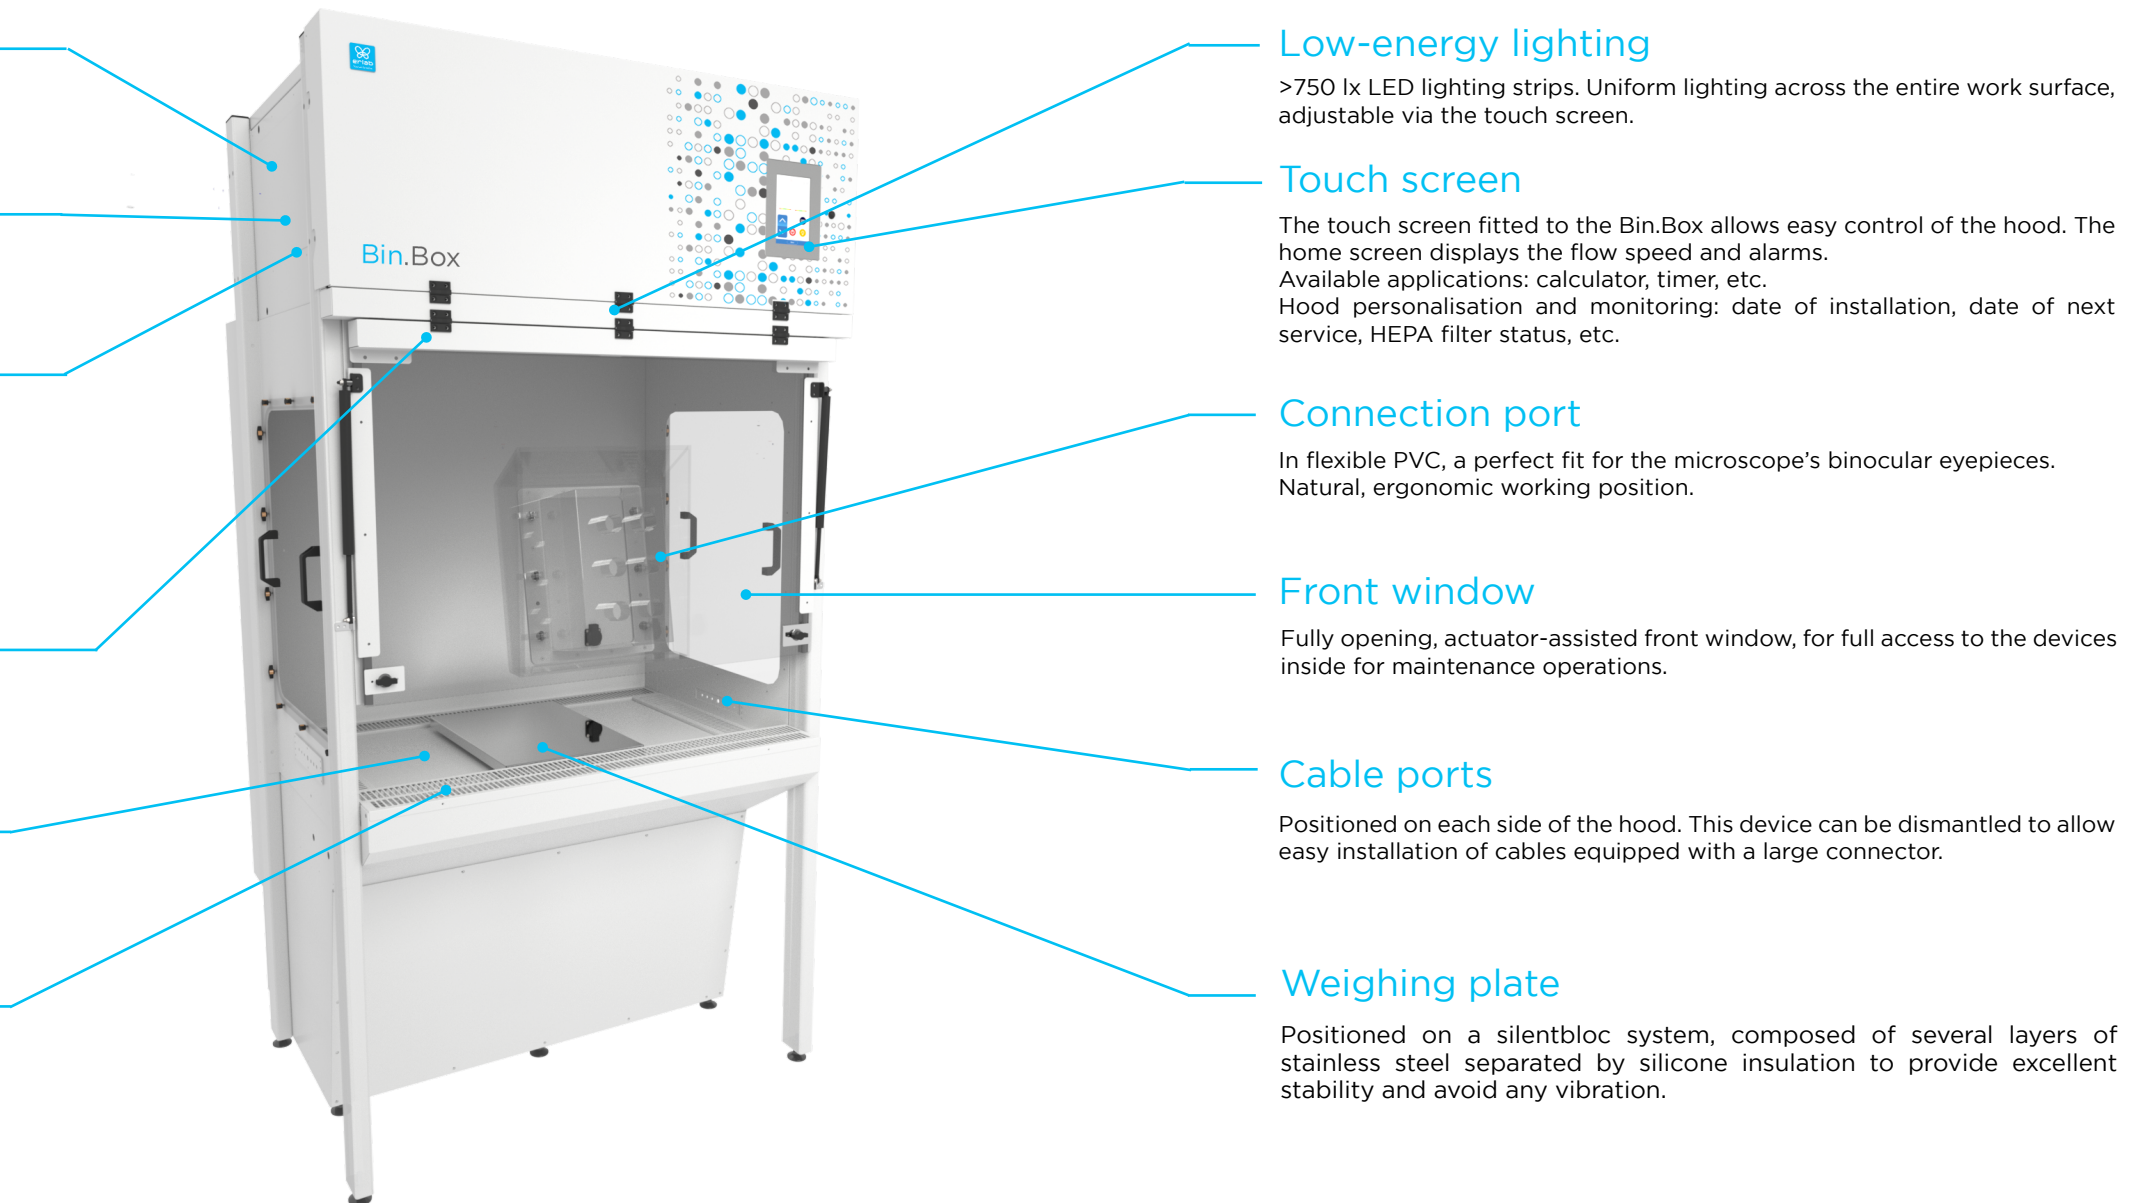 erlab
Bin.Box
Low-energy lighting
>750 lx LED lighting strips. Uniform lighting across the entire work surface,
adjustable via the touch screen.
Touch screen
The touch screen fitted to the Bin.Box allows easy control of the hood. The
home screen displays the flow speed and alarms.
Available applications: calculator, timer, etc.
Hood personalisation and monitoring: date of installation, date of next
service, HEPA filter status, etc.
Connection port
In flexible PVC, a perfect fit for the microscope's binocular eyepieces.
Natural, ergonomic working position.
Front window
Fully opening, actuator-assisted front window, for full access to the devices
inside for maintenance operations.
Cable ports
Positioned on each side of the hood. This device can be dismantled to allow
easy installation of cables equipped with a large connector.
Weighing plate
Positioned on a silentbloc system, composed of several layers of
stainless steel separated by silicone insulation to provide excellent
stability and avoid any vibration.